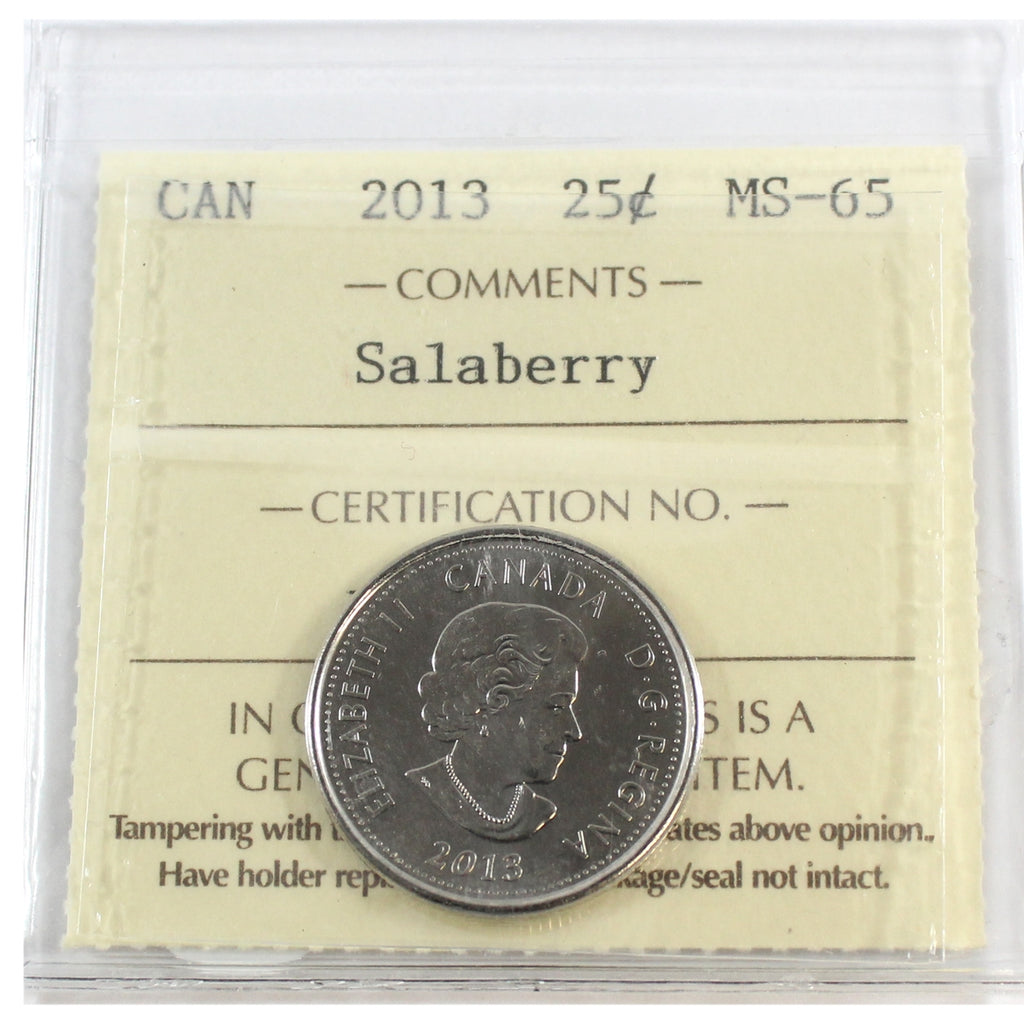 CAN 2013 25¢ MS-65
— COMMENTS —
Salaberry
— CERTIFICATION NO. —
CANADA
ELIZABETH II
D·G·REGINA
2013
IN S IS A
GEN ITEM.
Tampering with ates above opinion..
Have holder rep kage/seal not intact.